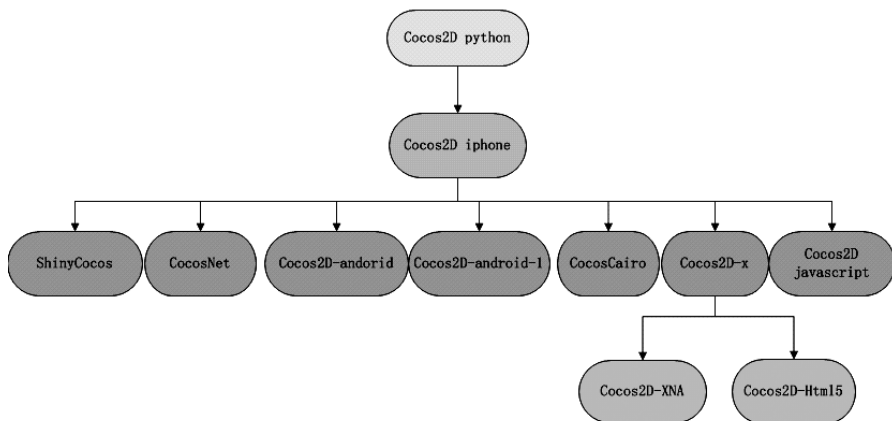 Cocos2D python
Cocos2D iphone
ShinyCocos
CocosNet
Cocos2D-andorid
Cocos2D-android-1
CocosCairo
Cocos2D-x
Cocos2D
javascript
Cocos2D-XNA
Cocos2D-Html5